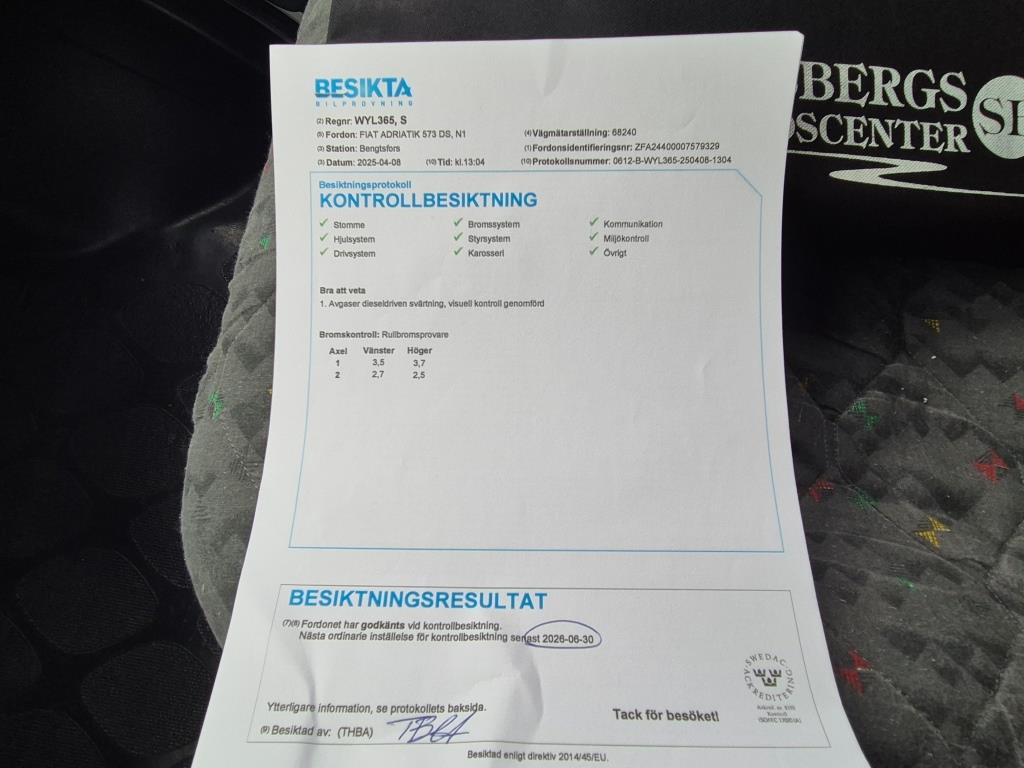 BESIKTA
BILPROVNING
(2) Regnr: WYL365, S
(5) Fordon: FIAT ADRIATIK 573 DS, N1
(3) Station: Bengtsfors
(3) Datum: 2025-04-08 (10) Tid: kl.13:04
(4) Vägmätarställning: 68240
(1) Fordonsidentifieringsnr: ZFA24400007579329
(10) Protokollsnummer: 0612-B-WYL365-250408-1304
Besiktningsprotokoll
KONTROLLBESIKTNING
Stomme Bromssystem Kommunikation
Hjulsystem Styrsystem Miljökontroll
Drivsystem Karosseri Övrigt
Bra att veta
1. Avgaser dieseldriven svärtning, visuell kontroll genomförd
Bromskontroll: Rullbromsprovare
Axel Vänster Höger
1 3,5 3,7
2 2,7 2,5
BESIKTNINGSRESULTAT
(7)(8) Fordonet har godkänts vid kontrollbesiktning.
Nästa ordinarie inställelse för kontrollbesiktning senast 2026-06-30
Ytterligare information, se protokollets baksida.
(9) Besiktad av: (THBA)
Tack för besöket!
SWEDAC
ACKREDITERING
Kontroll
Besiktad enligt direktiv 2014/45/EU.
BERGS
SCENTER